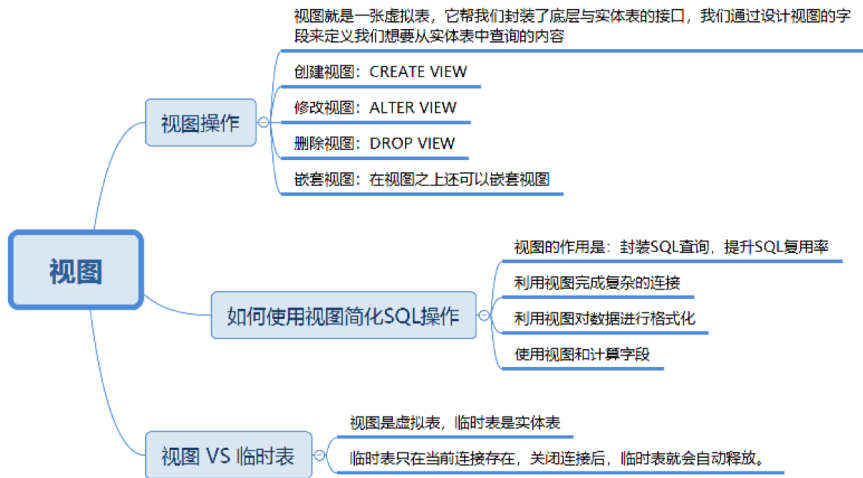 视图
视图操作
视图就是一张虚拟表，它帮我们封装了底层与实体表的接口，我们通过设计视图的字
段来定义我们想要从实体表中查询的内容
创建视图：CREATE VIEW
修改视图：ALTER VIEW
删除视图：DROP VIEW
嵌套视图：在视图之上还可以嵌套视图
如何使用视图简化SQL操作
视图的作用是：封装SQL查询，提升SQL复用率
利用视图完成复杂的连接
利用视图对数据进行格式化
使用视图和计算字段
视图 VS 临时表
视图是虚拟表，临时表是实体表
临时表只在当前连接存在，关闭连接后，临时表就会自动释放。